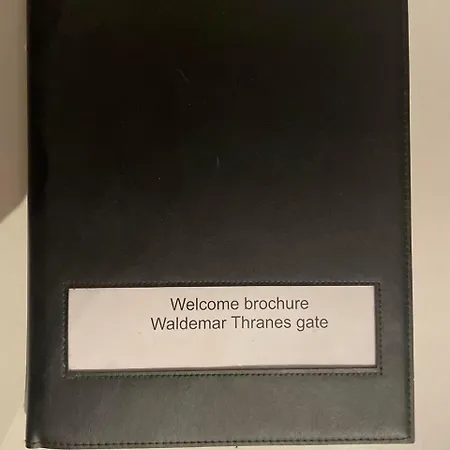 Welcome brochure
Waldemar Thranes gate